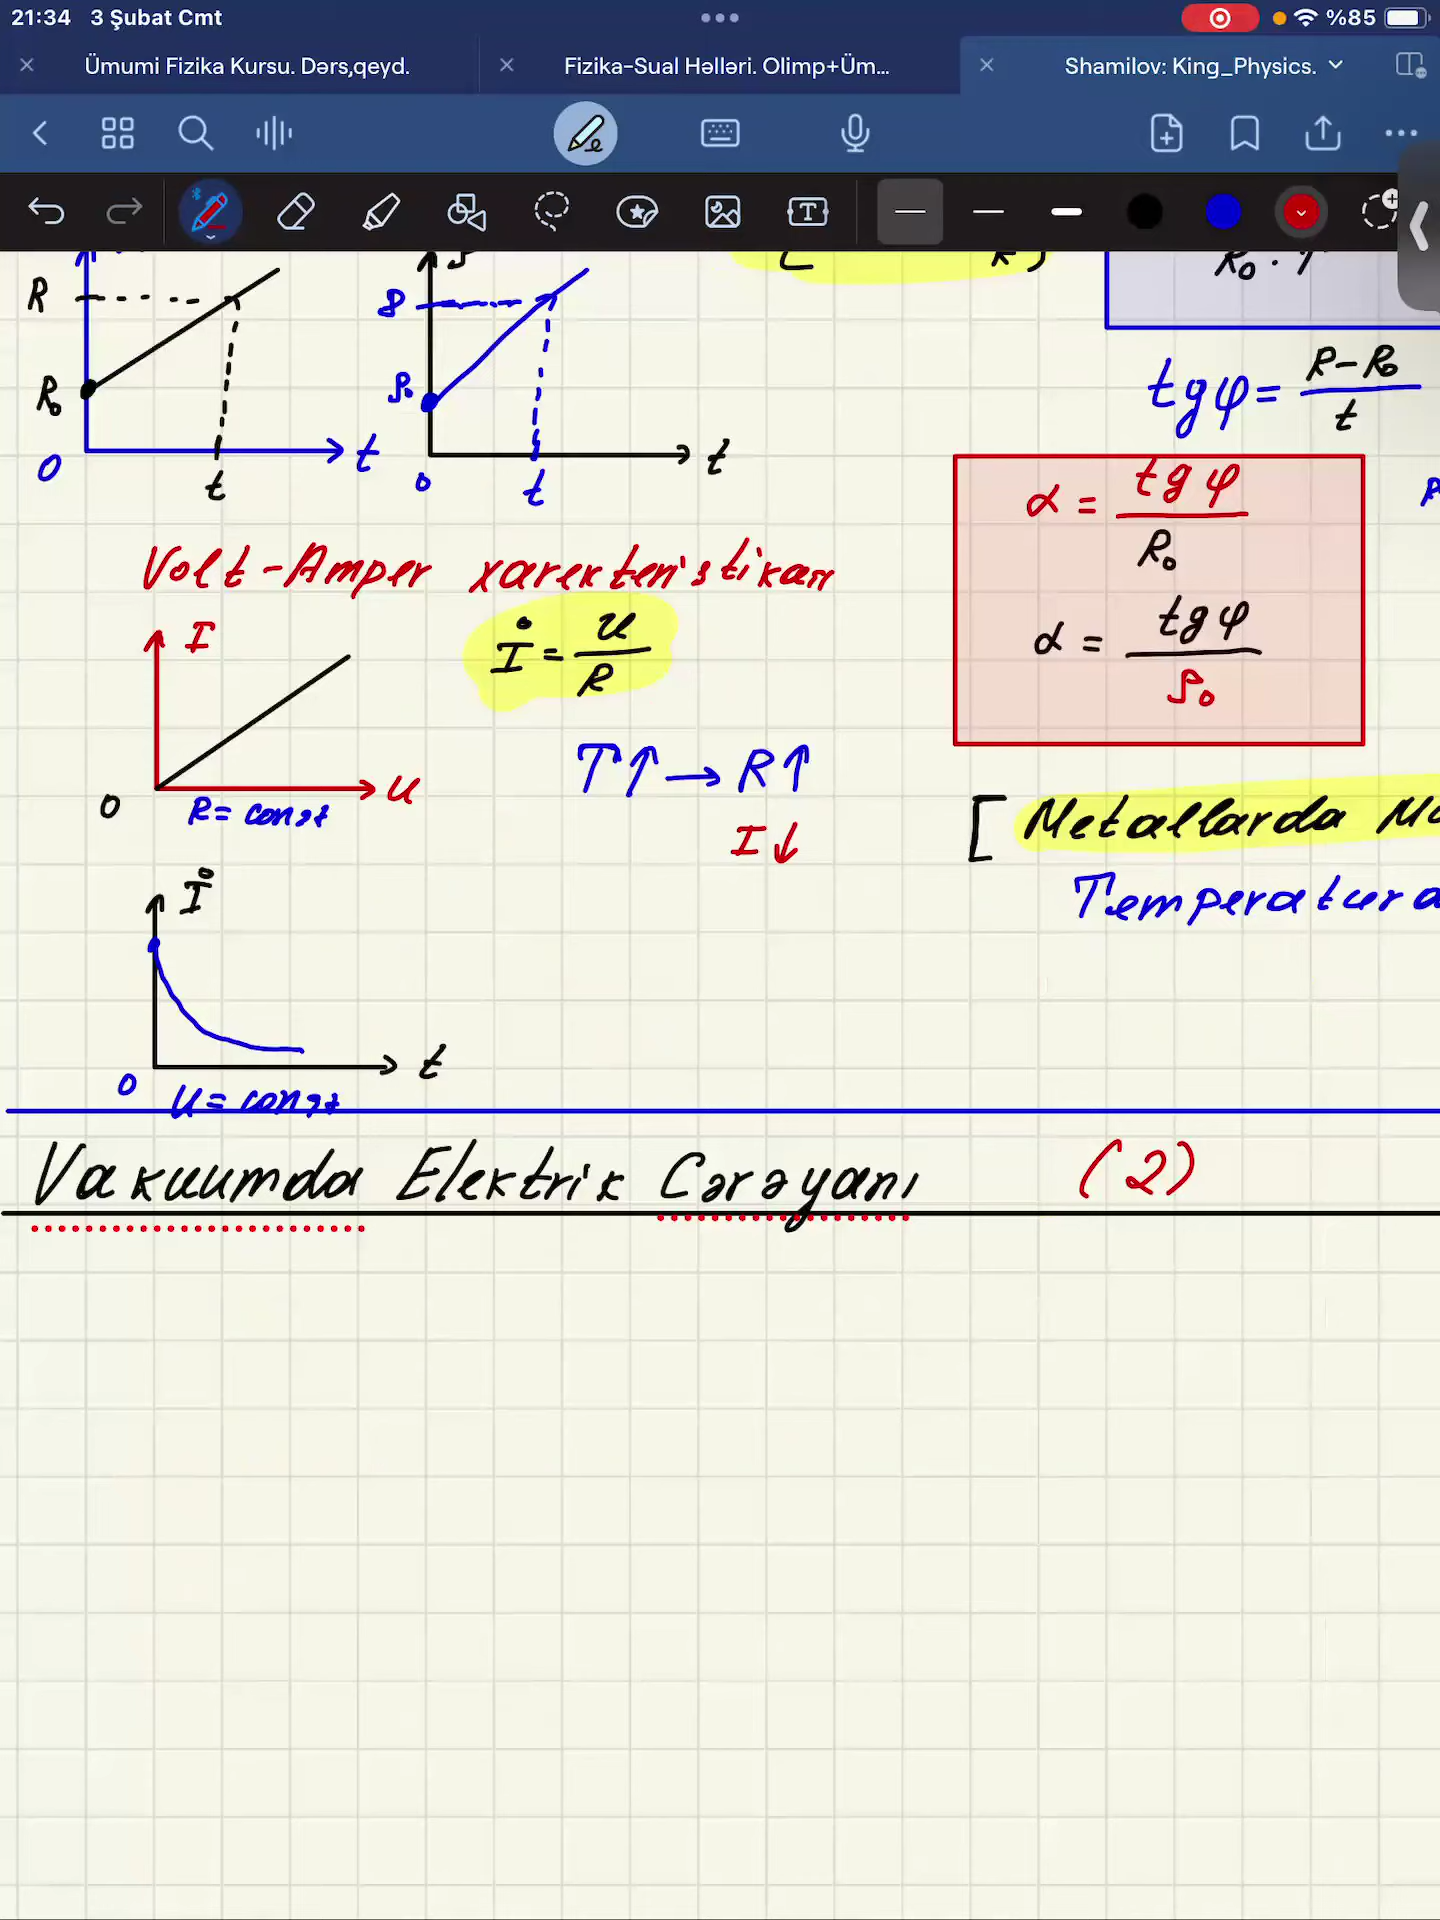 21:34 3 Şubat Cmt %85
Ümumi Fizika Kursu. Dərs,qeyd.
Fizika-Sual Həlləri. Olimp+Üm...
Shamilov: King_Physics.
R
R₀
0
t
t
ρ
ρ₀
0
t
t
R₀ · T
tgφ = (R-R₀)/t
α = tgφ/R₀
α = tgφ/ρ₀
Volt-Amper xarekteristikan
I
0
U
R = const
I = U/R
T↑ → R↑
I↓
[ Metallarda
Temperatura
I
0
t
U = const
Vakuumda Elektrik Cərəyanı (2)